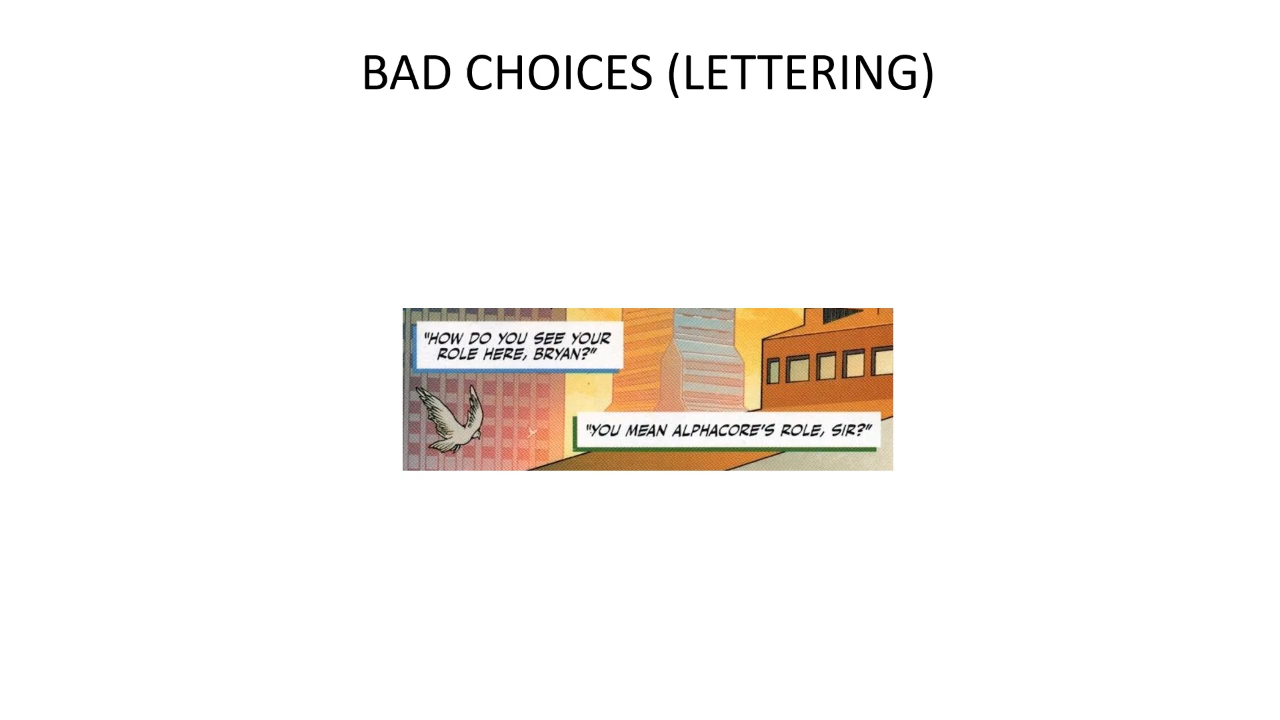 BAD CHOICES (LETTERING)
"HOW DO YOU SEE YOUR
ROLE HERE, BRYAN?"
"YOU MEAN ALPHACORE'S ROLE, SIR?"